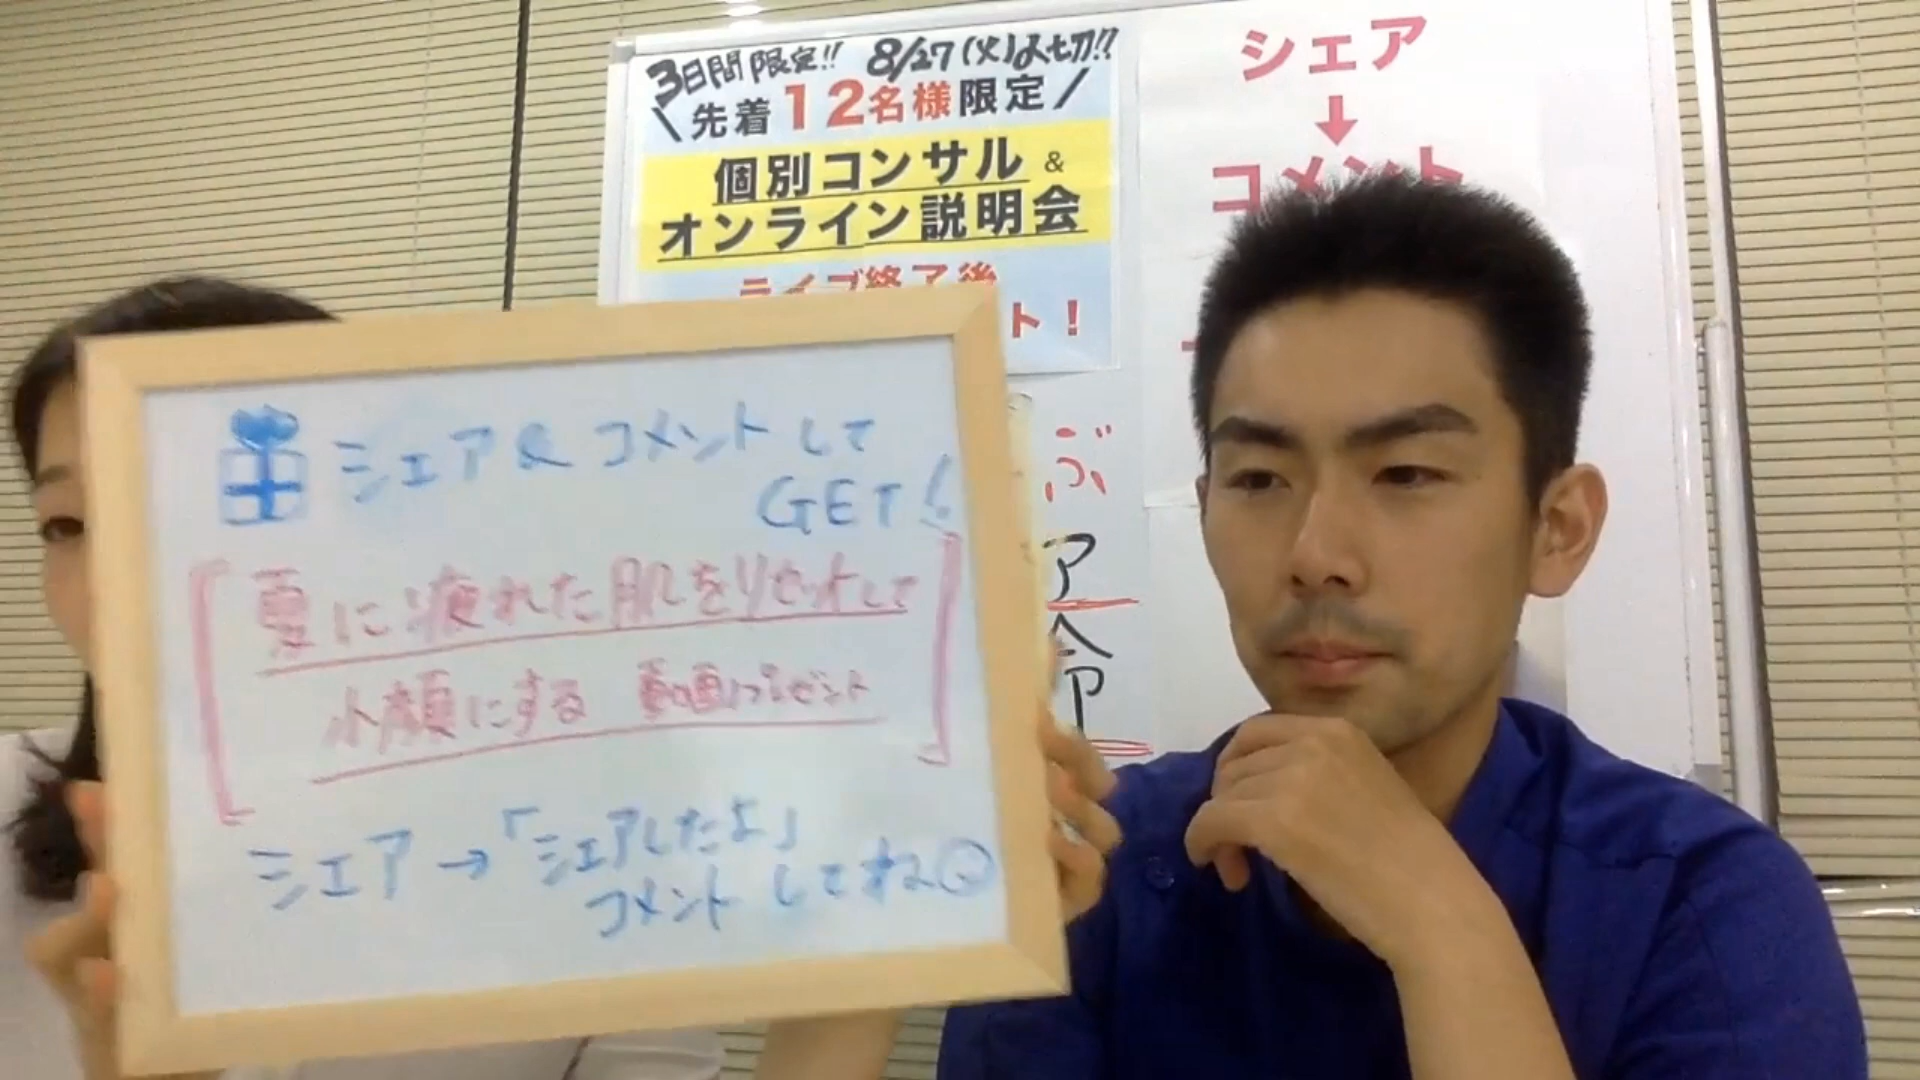 3日間限定!! 8/27(火)〆切!!
\先着12名様限定/
個別コンサル &
オンライン説明会
ライブ終了後
ト!
シェア
↓
コメント
シェア&コメントして
GET!
夏に疲れた肌をリセットして
小顔にする 動画プレゼント
シェア→「シェアしたよ」
コメントしてね
ぶ
ア